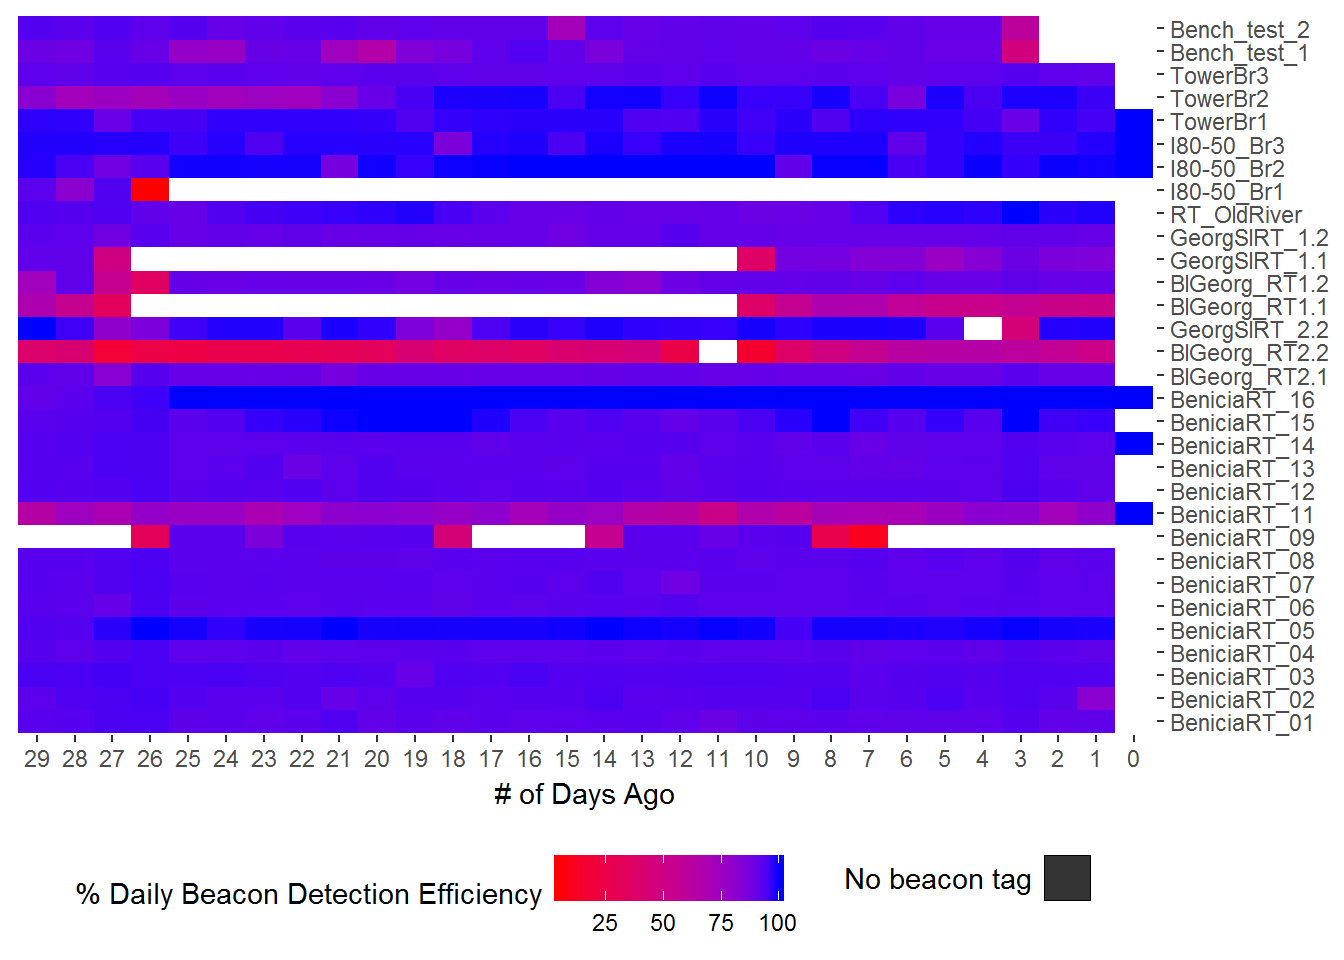 Bench_test_2
Bench_test_1
TowerBr3
TowerBr2
TowerBr1
I80-50_Br3
I80-50_Br2
I80-50_Br1
RT_OldRiver
GeorgSlRT_1.2
GeorgSlRT_1.1
BlGeorg_RT1.2
BlGeorg_RT1.1
GeorgSlRT_2.2
BlGeorg_RT2.2
BlGeorg_RT2.1
BeniciaRT_16
BeniciaRT_15
BeniciaRT_14
BeniciaRT_13
BeniciaRT_12
BeniciaRT_11
BeniciaRT_09
BeniciaRT_08
BeniciaRT_07
BeniciaRT_06
BeniciaRT_05
BeniciaRT_04
BeniciaRT_03
BeniciaRT_02
BeniciaRT_01
29 28 27 26 25 24 23 22 21 20 19 18 17 16 15 14 13 12 11 10 9 8 7 6 5 4 3 2 1 0
# of Days Ago
% Daily Beacon Detection Efficiency
25 50 75 100
No beacon tag